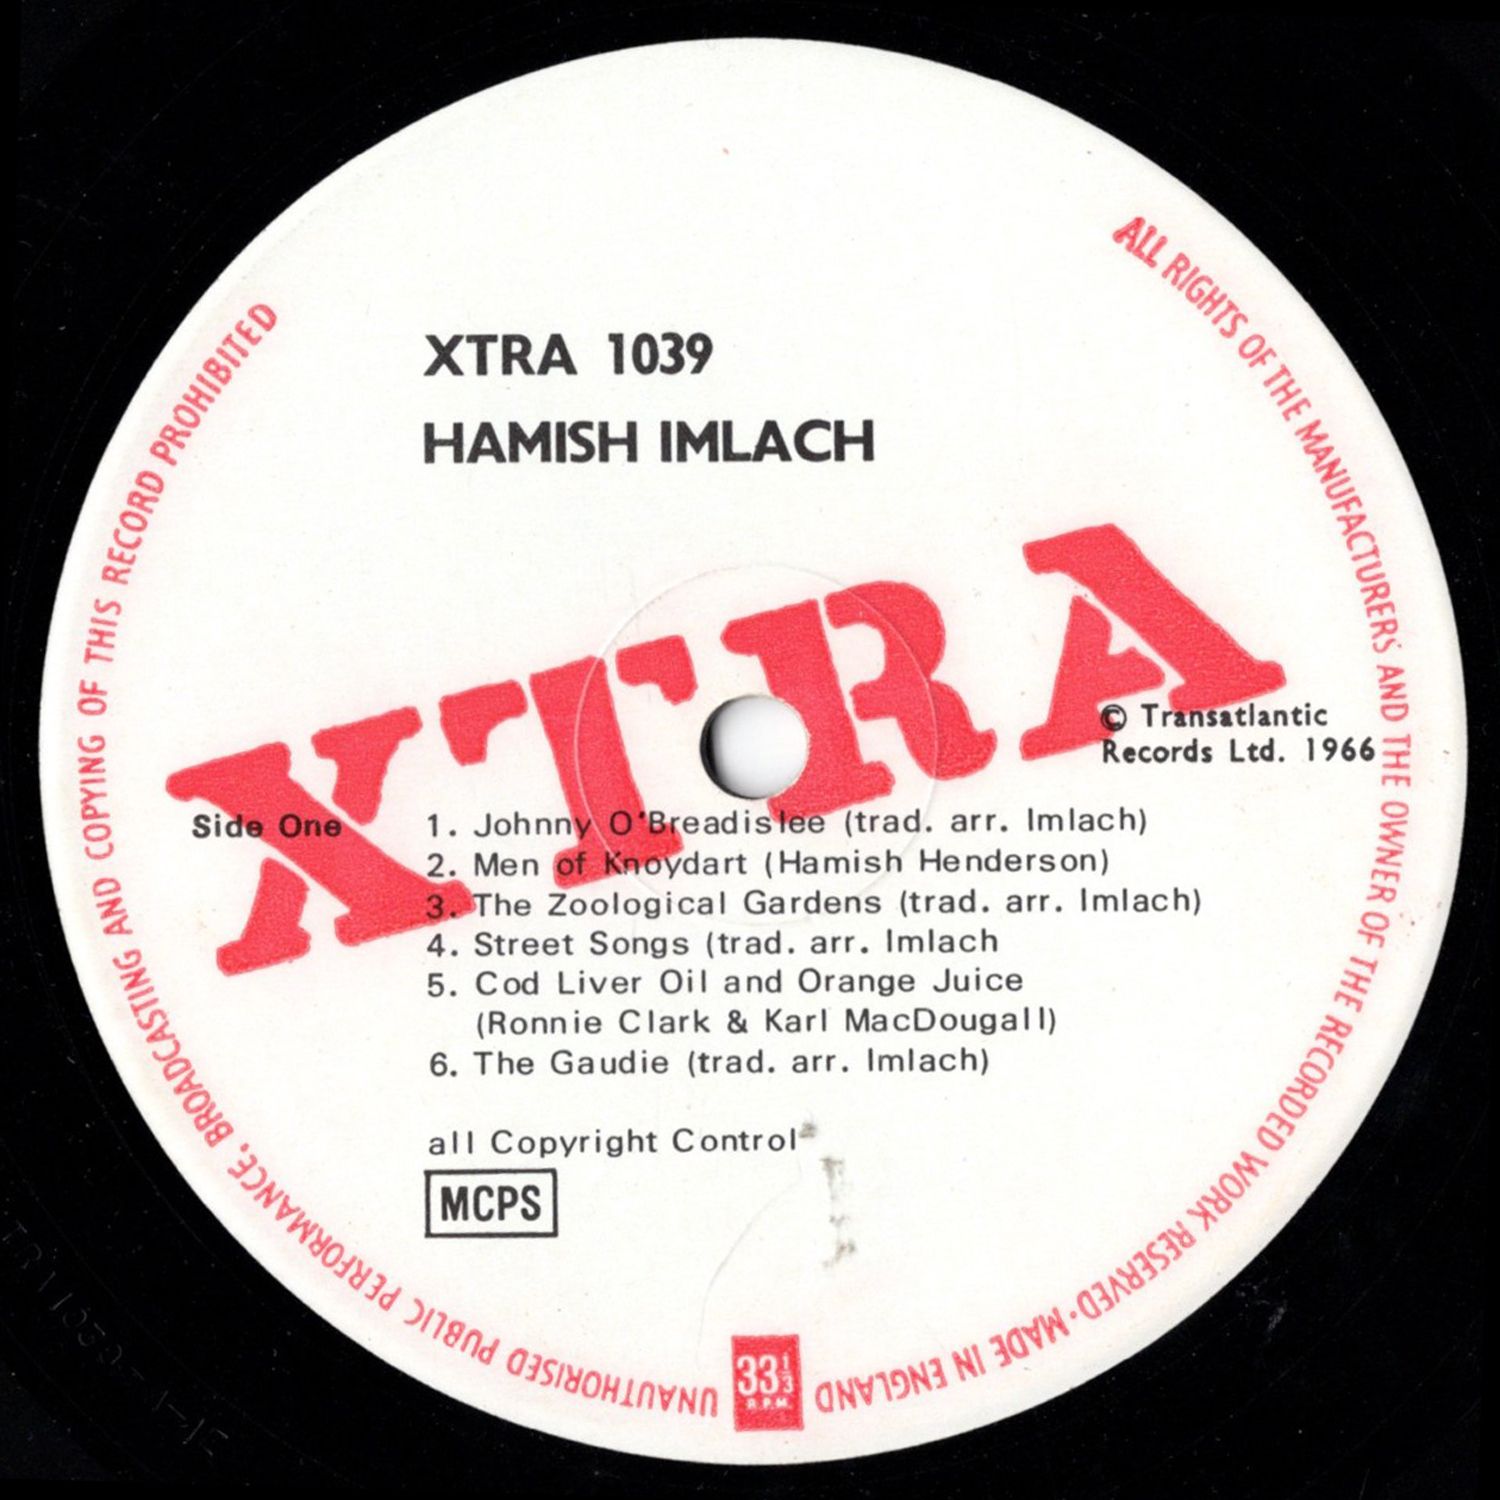 XTRA 1039
HAMISH IMLACH
XTRA
© Transatlantic
Records Ltd. 1966
Side One
1. Johnny O'Breadislee (trad. arr. Imlach)
2. Men of Knoydart (Hamish Henderson)
3. The Zoological Gardens (trad. arr. Imlach)
4. Street Songs (trad. arr. Imlach
5. Cod Liver Oil and Orange Juice
(Ronnie Clark & Karl MacDougall)
6. The Gaudie (trad. arr. Imlach)
all Copyright Control
MCPS
ALL RIGHTS OF THE MANUFACTURERS AND THE OWNER OF THE RECORDED WORK RESERVED·MADE IN ENGLAND
33 1/3
R.P.M.
UNAUTHORISED PUBLIC PERFORMANCE, BROADCASTING AND COPYING OF THIS RECORD PROHIBITED